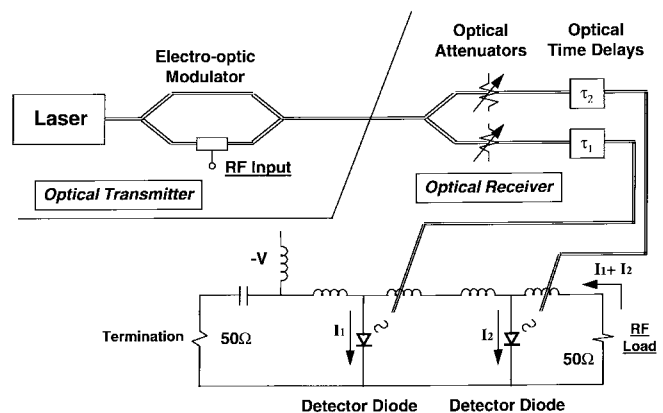 Optical
Attenuators
Optical
Time Delays
Electro-optic
Modulator
Laser
RF Input
τ2
τ1
Optical Transmitter
Optical Receiver
-V
I1+ I2
Termination
50Ω
I1
I2
50Ω
RF
Load
Detector Diode
Detector Diode